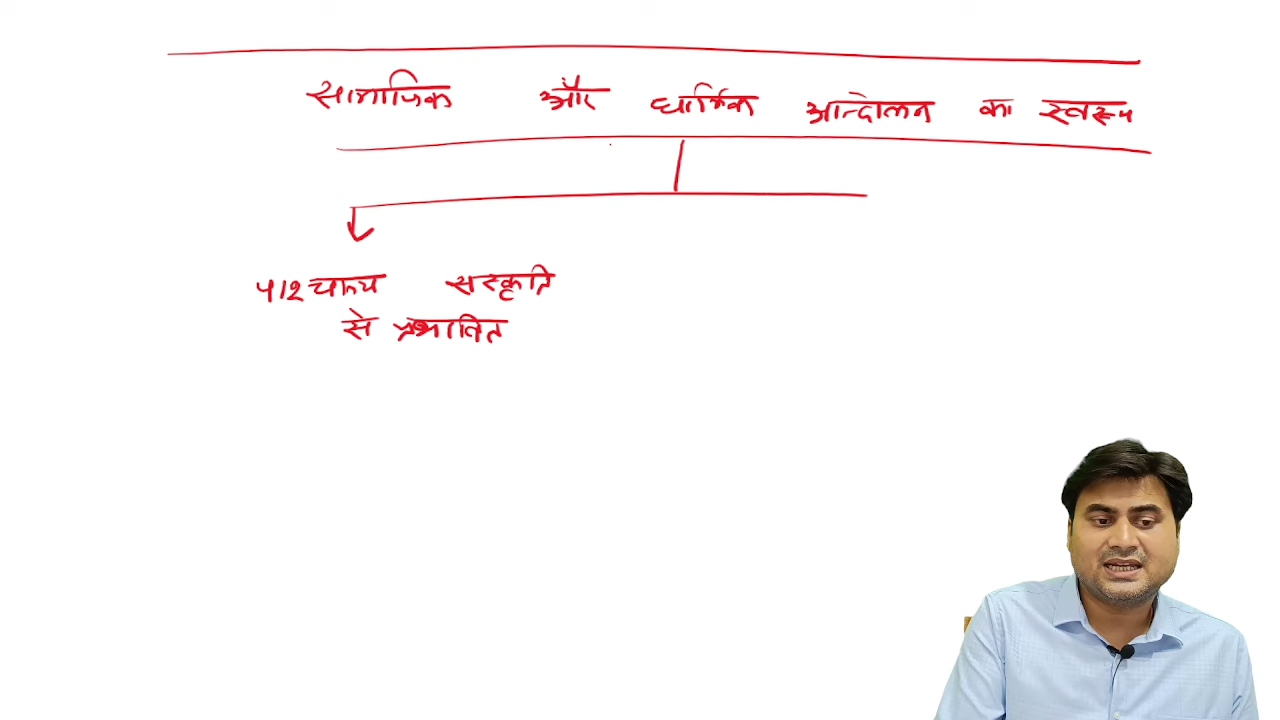 सामाजिक और धार्मिक आन्दोलन का स्वरूप
पाश्चात्य संस्कृति
से प्रभावित